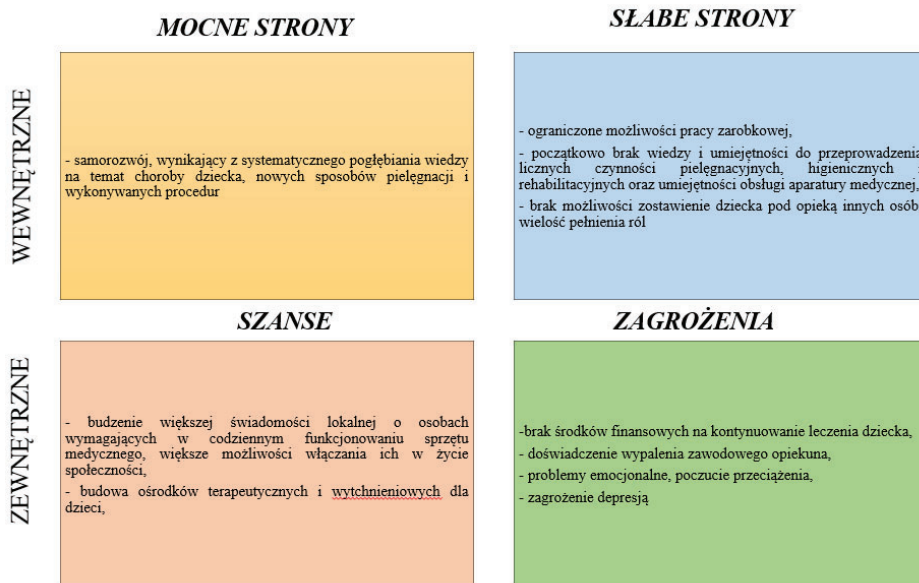 MOCNE STRONY
SŁABE STRONY
WEWNĘTRZNE
- samorozwój, wynikający z systematycznego pogłębiania wiedzy
na temat choroby dziecka, nowych sposobów pielęgnacji i
wykonywanych procedur
- ograniczone możliwości pracy zarobkowej,
- początkowo brak wiedzy i umiejętności do przeprowadzenia
licznych czynności pielęgnacyjnych, higienicznych i
rehabilitacyjnych oraz umiejętności obsługi aparatury medycznej,
- brak możliwości zostawienie dziecka pod opieką innych osób
wielość pełnienia ról
SZANSE
ZAGROŻENIA
ZEWNĘTRZNE
- budzenie większej świadomości lokalnej o osobach
wymagających w codziennym funkcjonowaniu sprzętu
medycznego, większe możliwości włączania ich w życie
społeczności,
- budowa ośrodków terapeutycznych i wytchnieniowych dla
dzieci,
-brak środków finansowych na kontynuowanie leczenia dziecka,
- doświadczenie wypalenia zawodowego opiekuna,
- problemy emocjonalne, poczucie przeciążenia,
- zagrożenie depresją